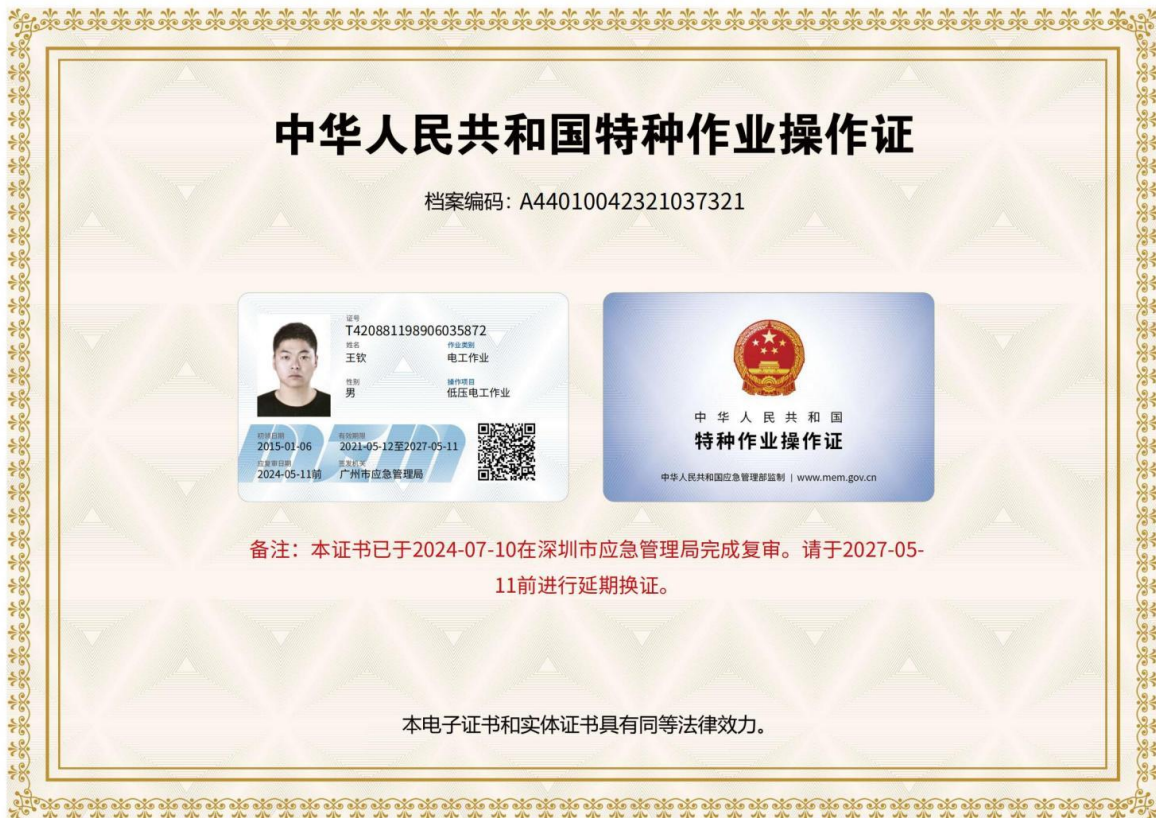 中华人民共和国特种作业操作证
档案编码：A44010042321037321
证号
T420881198906035872
姓名 作业类别
王钦 电工作业
性别 操作项目
男 低压电工作业
初领日期 有效期限
2015-01-06 2021-05-12至2027-05-11
应复审日期 签发机关
2024-05-11前 广州市应急管理局
中华人民共和国
特种作业操作证
中华人民共和国应急管理部监制 | www.mem.gov.cn
备注：本证书已于2024-07-10在深圳市应急管理局完成复审。请于2027-05-
11前进行延期换证。
本电子证书和实体证书具有同等法律效力。